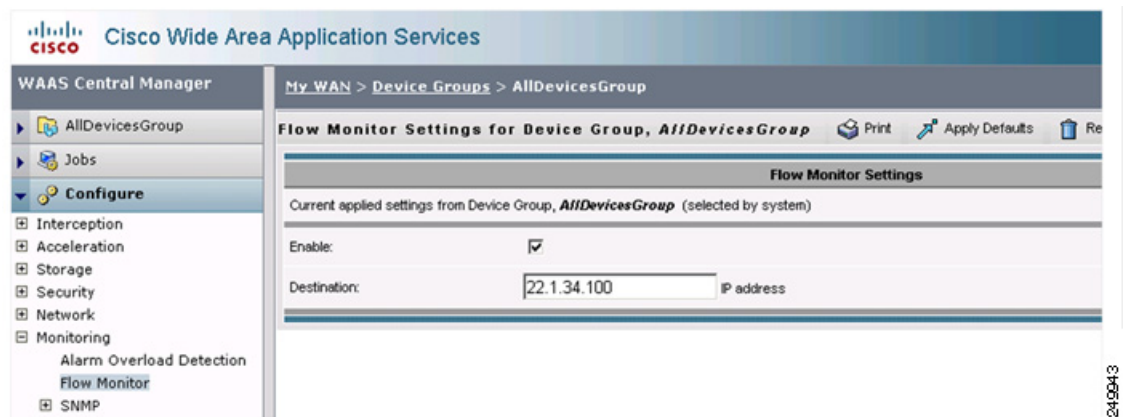 CISCO
Cisco Wide Area Application Services
WAAS Central Manager
My WAN > Device Groups > AllDevicesGroup
AllDevicesGroup
Jobs
Configure
Interception
Acceleration
Storage
Security
Network
Monitoring
Alarm Overload Detection
Flow Monitor
SNMP
Flow Monitor Settings for Device Group, AllDevicesGroup
Print
Apply Defaults
Re
Flow Monitor Settings
Current applied settings from Device Group, AllDevicesGroup (selected by system)
Enable:
Destination: 22.1.34.100 IP address
249943